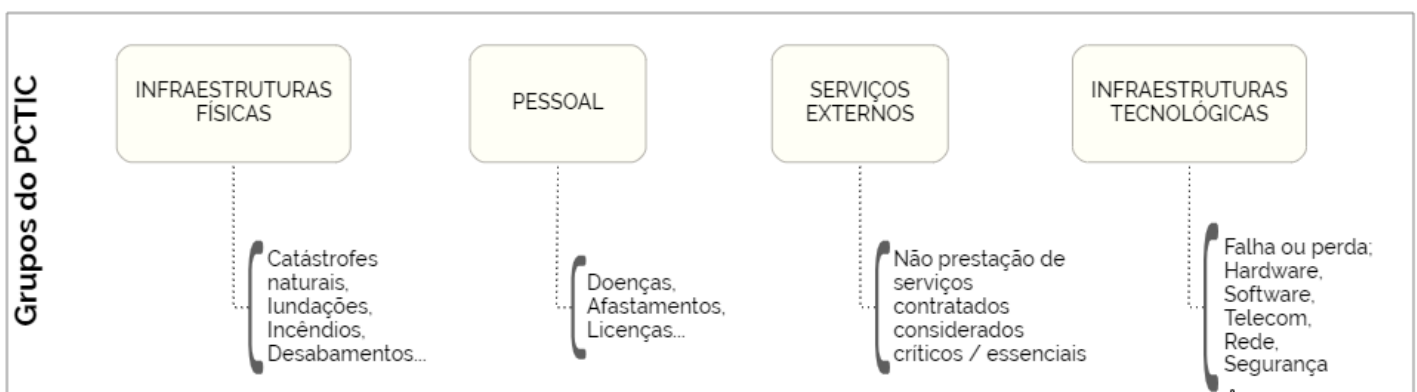 Grupos do PCTIC
INFRAESTRUTURAS
FÍSICAS
PESSOAL
SERVIÇOS
EXTERNOS
INFRAESTRUTURAS
TECNOLÓGICAS
Catástrofes
naturais,
Iundações,
Incêndios,
Desabamentos...
Doenças,
Afastamentos,
Licenças...
Não prestação de
serviços
contratados
considerados
críticos / essenciais
Falha ou perda;
Hardware,
Software,
Telecom,
Rede,
Segurança